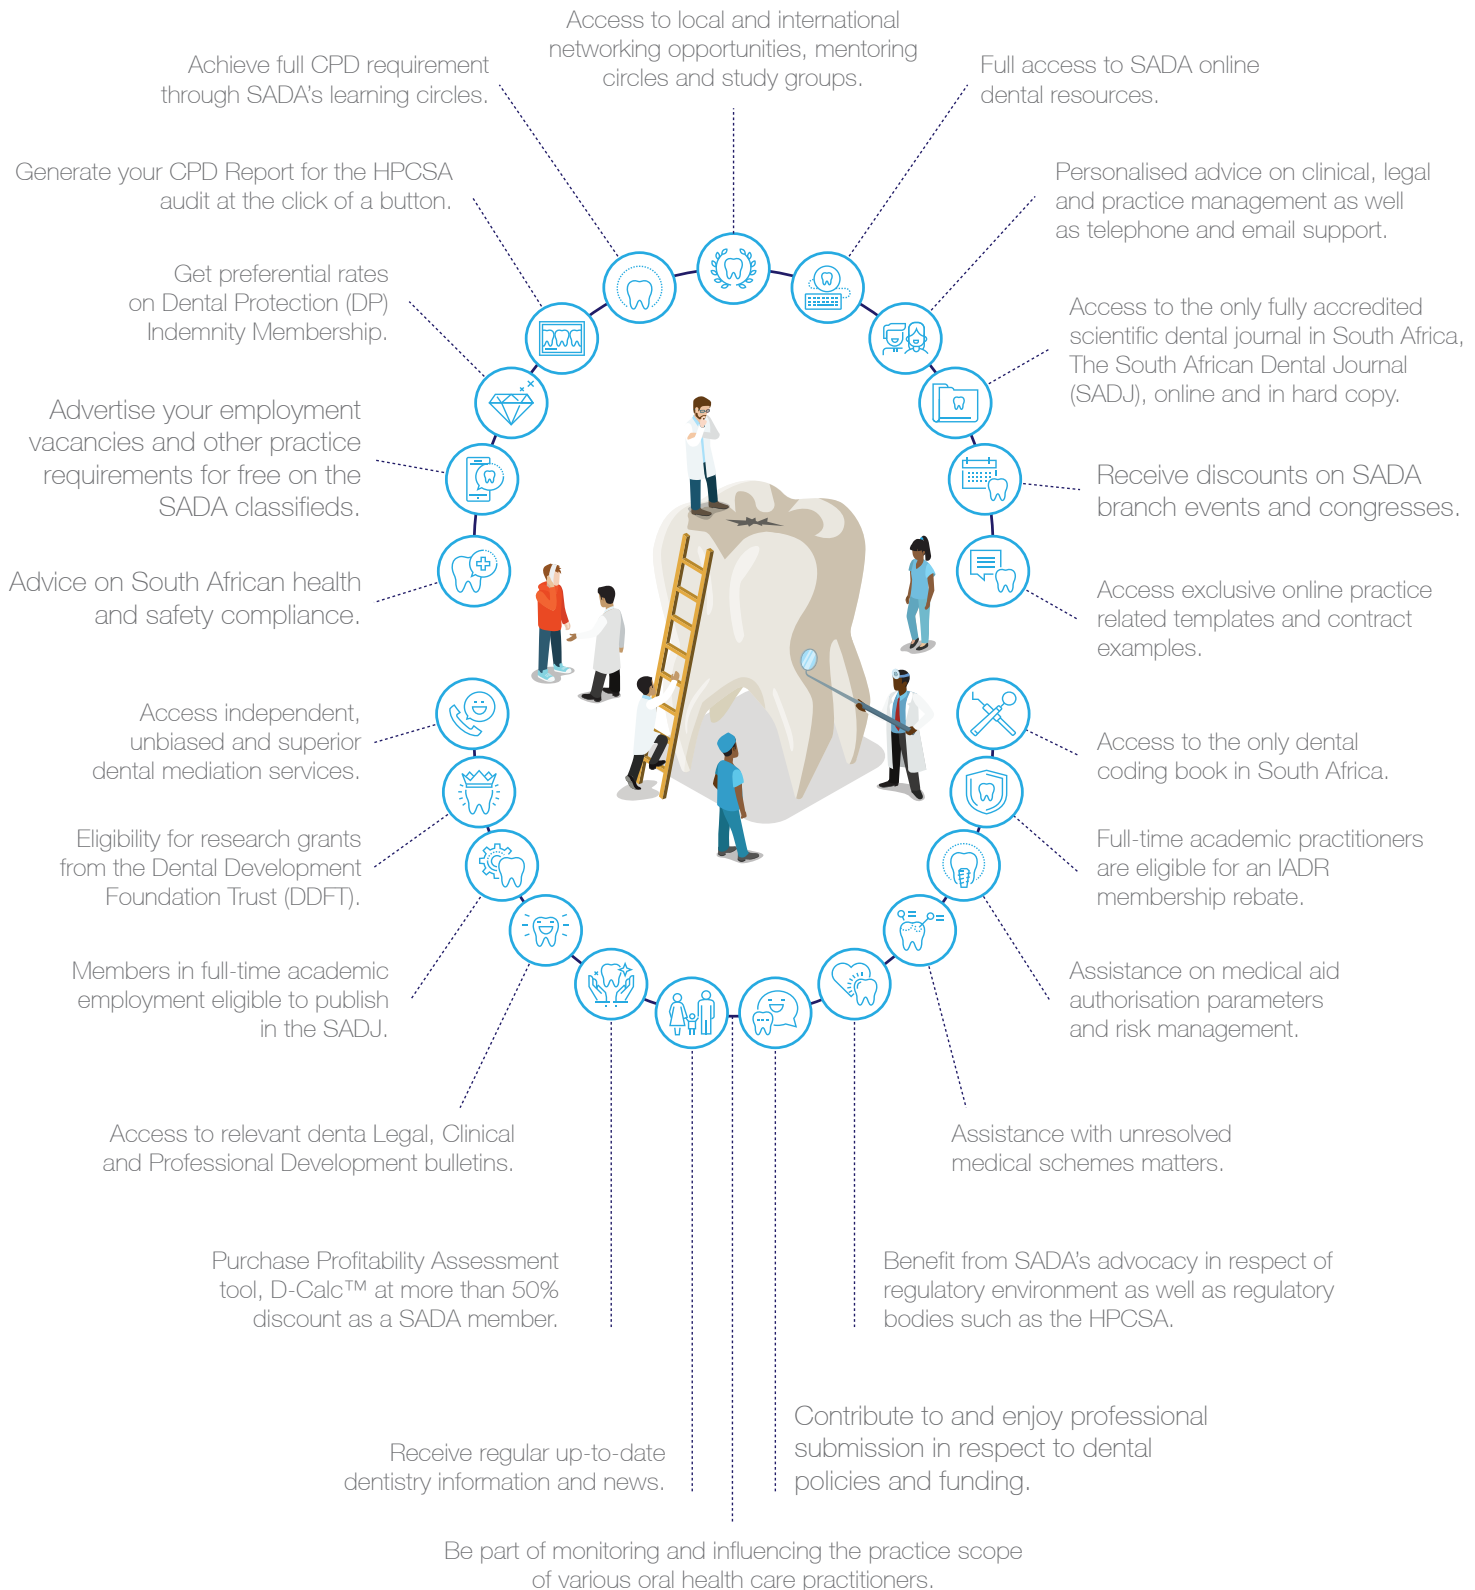 Access to local and international
networking opportunities, mentoring
circles and study groups.
Achieve full CPD requirement
through SADA's learning circles.
Full access to SADA online
dental resources.
Generate your CPD Report for the HPCSA
audit at the click of a button.
Personalised advice on clinical, legal
and practice management as well
as telephone and email support.
Get preferential rates
on Dental Protection (DP)
Indemnity Membership.
Access to the only fully accredited
scientific dental journal in South Africa,
The South African Dental Journal
(SADJ), online and in hard copy.
Advertise your employment
vacancies and other practice
requirements for free on the
SADA classifieds.
Receive discounts on SADA
branch events and congresses.
Advice on South African health
and safety compliance.
Access exclusive online practice
related templates and contract
examples.
Access independent,
unbiased and superior
dental mediation services.
Access to the only dental
coding book in South Africa.
Eligibility for research grants
from the Dental Development
Foundation Trust (DDFT).
Full-time academic practitioners
are eligible for an IADR
membership rebate.
Members in full-time academic
employment eligible to publish
in the SADJ.
Assistance on medical aid
authorisation parameters
and risk management.
Access to relevant denta Legal, Clinical
and Professional Development bulletins.
Assistance with unresolved
medical schemes matters.
Purchase Profitability Assessment
tool, D-Calc™ at more than 50%
discount as a SADA member.
Benefit from SADA's advocacy in respect of
regulatory environment as well as regulatory
bodies such as the HPCSA.
Receive regular up-to-date
dentistry information and news.
Contribute to and enjoy professional
submission in respect to dental
policies and funding.
Be part of monitoring and influencing the practice scope
of various oral health care practitioners.